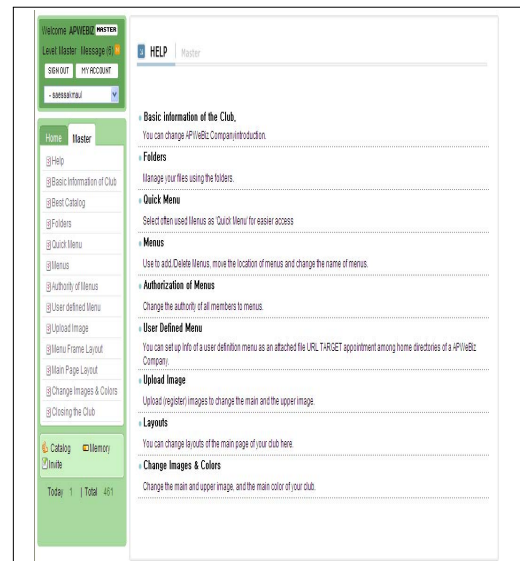 Welcome APWEBIZ MASTER
Level Master Message (6)
SIGN OUT MY ACCOUNT
- saessakmaul
Home Master
Help
Basic Information of Club
Best Catalog
Folders
Quick Menu
Menus
Authority of Menus
User defined Menu
Upload Image
Menu Frame Layout
Main Page Layout
Change Images & Colors
Closing the Club
Catalog Memory
Invite
Today 1 | Total 461
HELP Master
Basic information of the Club,
You can change APWeBiz Companyintroduction.
Folders
Manage your files using the folders.
Quick Menu
Select often used Menus as 'Quick Menu' for easier access
Menus
Use to add/Delete Menus, move the location of menus and change the name of menus.
Authorization of Menus
Change the authority of all members to menus.
User Defined Menu
You can set up Info of a user definition menu as an attached file URL TARGET appointment among home directories of a APWeBiz
Company.
Upload Image
Upload (register) images to change the main and the upper image.
Layouts
You can change layouts of the main page of your club here.
Change Images & Colors
Change the main and upper image, and the main color of your club.